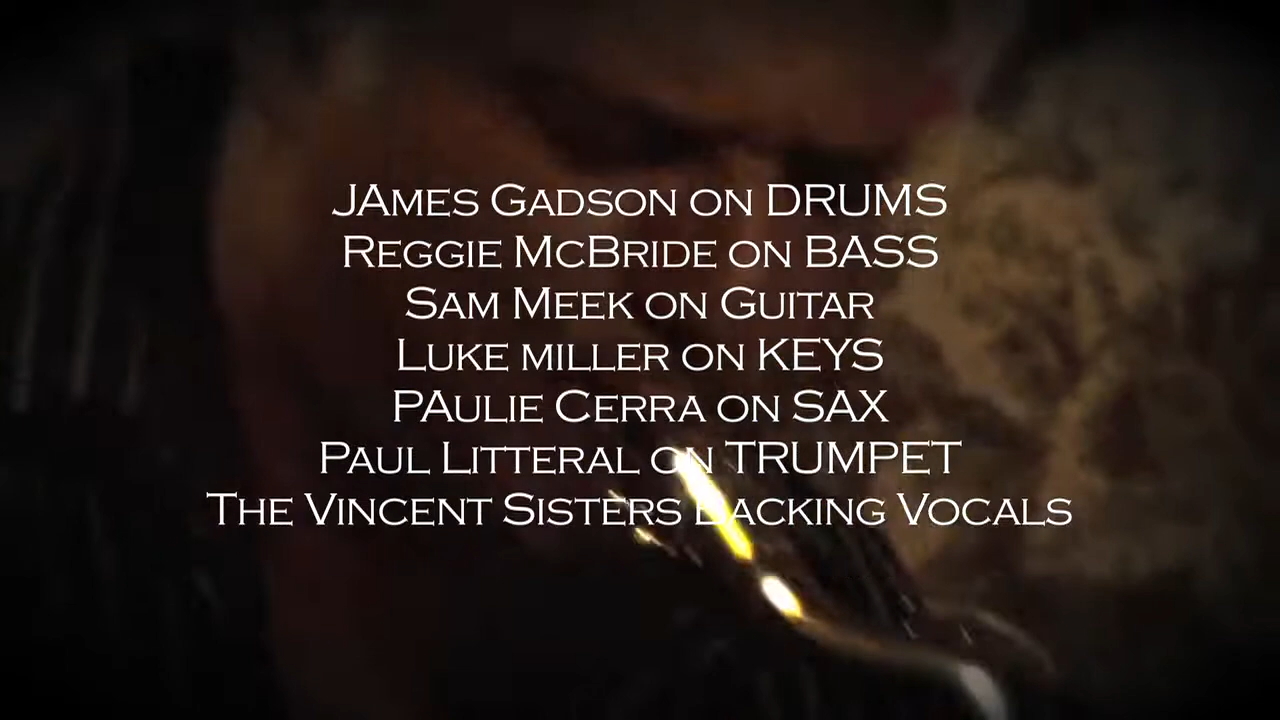 JAmes Gadson on DRUMS
Reggie McBride on BASS
Sam Meek on Guitar
Luke miller on KEYS
PAulie Cerra on SAX
Paul Litteral on TRUMPET
The Vincent Sisters Backing Vocals